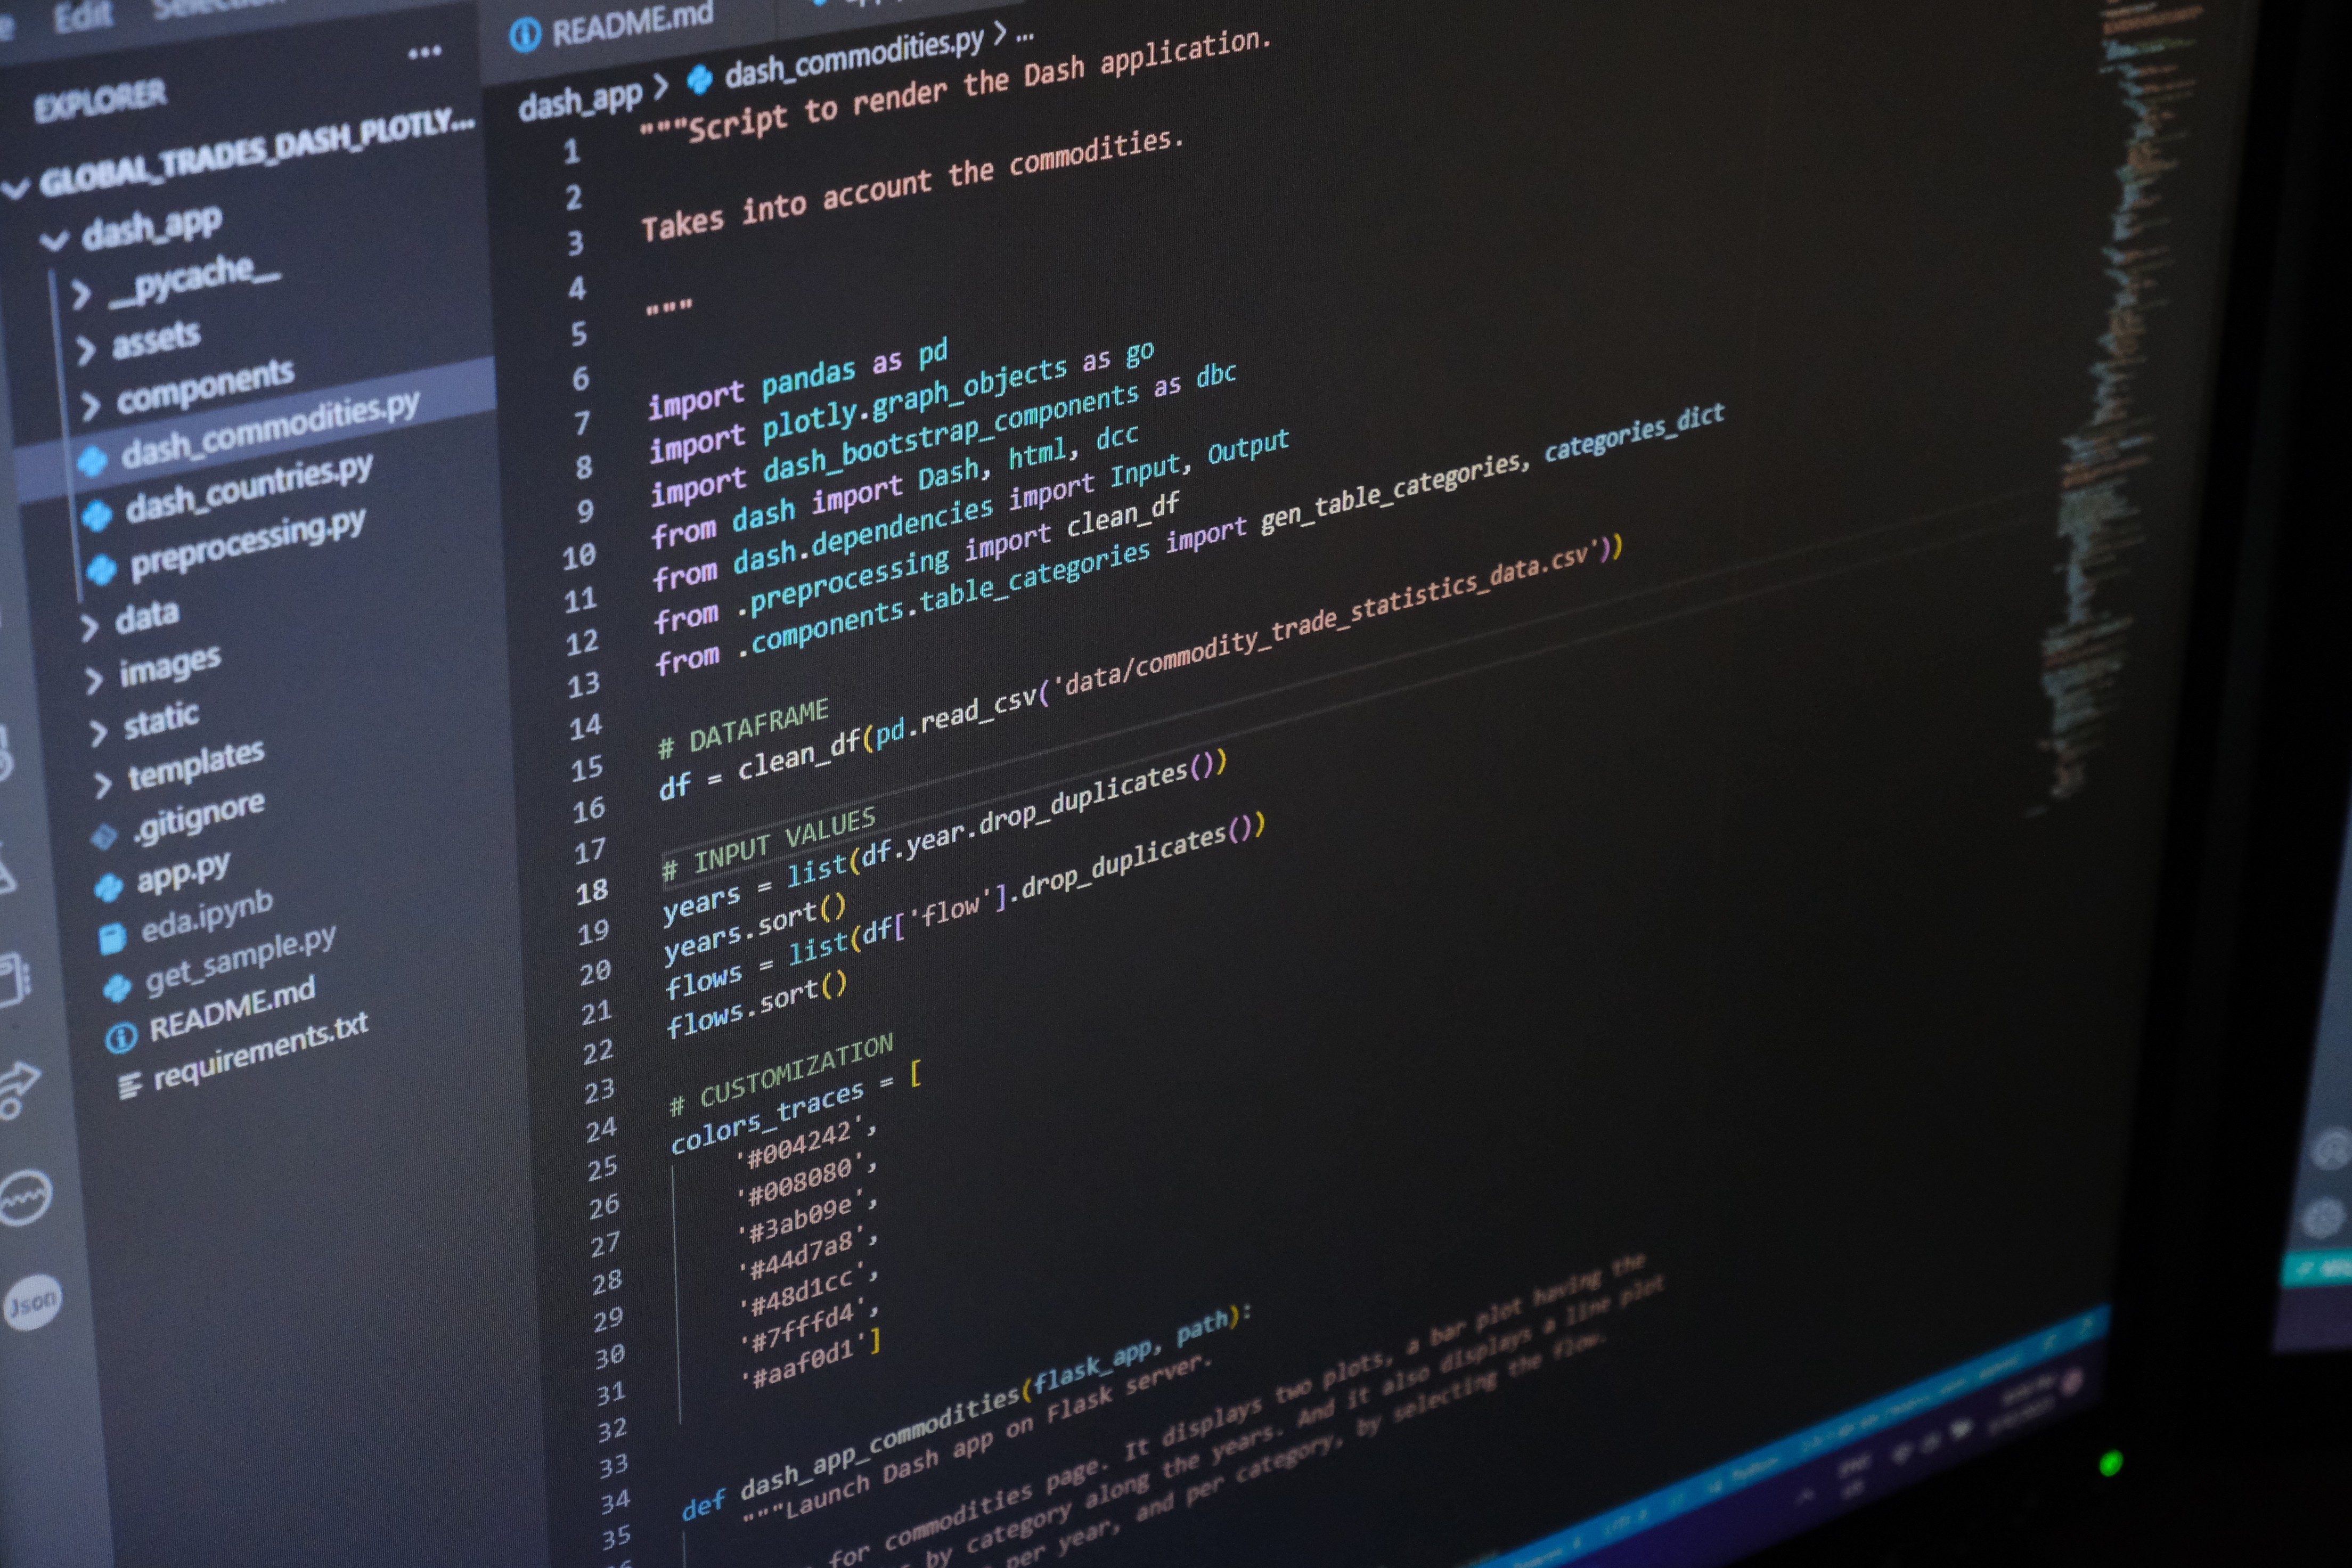 Edit
README.md
EXPLORER
...
GLOBAL_TRADES_DASH_PLOTLY...
dash_app
__pycache__
assets
components
dash_commodities.py
dash_countries.py
preprocessing.py
data
images
static
templates
.gitignore
app.py
eda.ipynb
get_sample.py
README.md
requirements.txt
Json
dash_app > dash_commodities.py > ...
1 """Script to render the Dash application.
2
3 Takes into account the commodities.
4
5 """
6
7 import pandas as pd
8 import plotly.graph_objects as go
9 import dash_bootstrap_components as dbc
10 from dash import Dash, html, dcc
11 from dash.dependencies import Input, Output
12 from .preprocessing import clean_df
13 from .components.table_categories import gen_table_categories, categories_dict
14
15 # DATAFRAME
16 df = clean_df(pd.read_csv('data/commodity_trade_statistics_data.csv'))
17
18 # INPUT VALUES
19 years = list(df.year.drop_duplicates())
20 years.sort()
21 flows = list(df['flow'].drop_duplicates())
22 flows.sort()
23
24 # CUSTOMIZATION
25 colors_traces = [
26 '#004242',
27 '#008080',
28 '#3ab09e',
29 '#44d7a8',
30 '#48d1cc',
31 '#7fffd4',
32 '#aaf0d1']
33
34 def dash_app_commodities(flask_app, path):
35 """Launch Dash app on Flask server.
for commodities page. It displays two plots, a bar plot having the
by category along the years. And it also displays a line plot
per year, and per category, by selecting the flow.